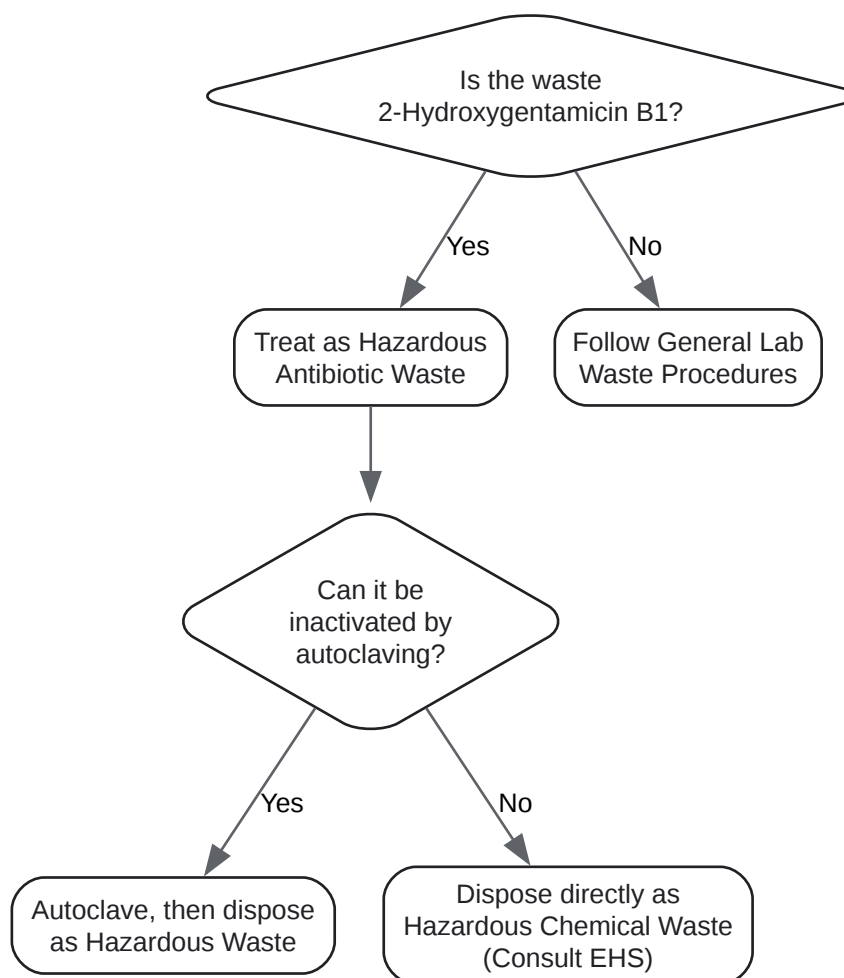 Is the waste
2-Hydroxygentamicin B1?
Yes
No
Treat as Hazardous
Antibiotic Waste
Follow General Lab
Waste Procedures
Can it be
inactivated by
autoclaving?
Yes
No
Autoclave, then dispose
as Hazardous Waste
Dispose directly as
Hazardous Chemical Waste
(Consult EHS)